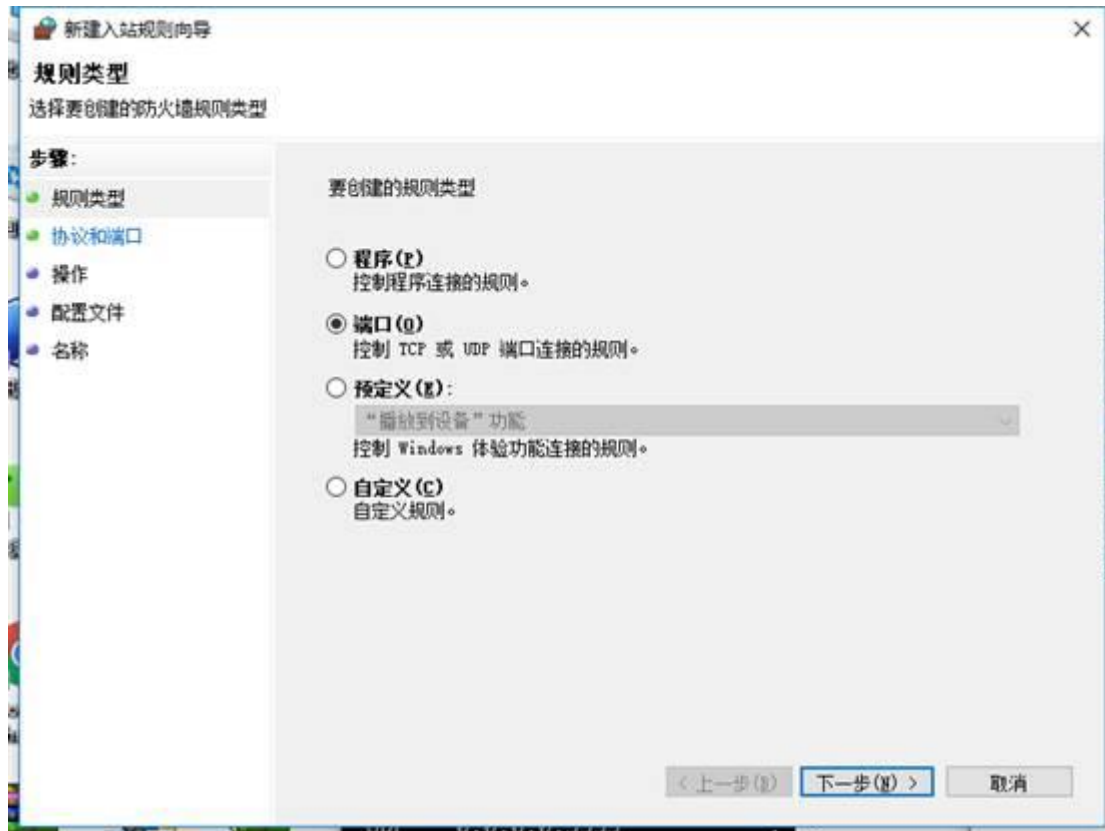 新建入站规则向导
规则类型
选择要创建的防火墙规则类型
步骤:
规则类型
协议和端口
操作
配置文件
名称
要创建的规则类型
程序(P)
控制程序连接的规则。
端口(O)
控制 TCP 或 UDP 端口连接的规则。
预定义(E):
“播放到设备”功能
控制 Windows 体验功能连接的规则。
自定义(C)
自定义规则。
< 上一步(B)
下一步(N) >
取消